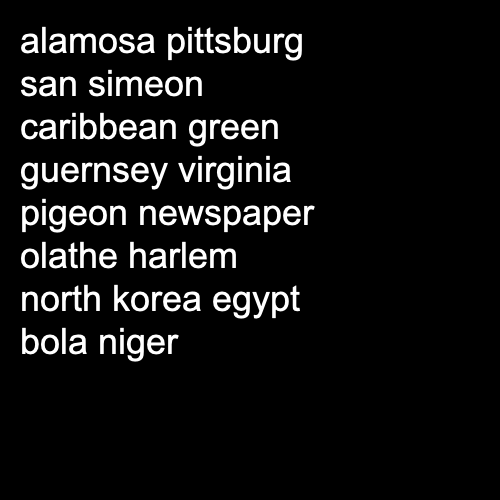 alamosa pittsburg
san simeon
caribbean green
guernsey virginia
pigeon newspaper
olathe harlem
north korea egypt
bola niger